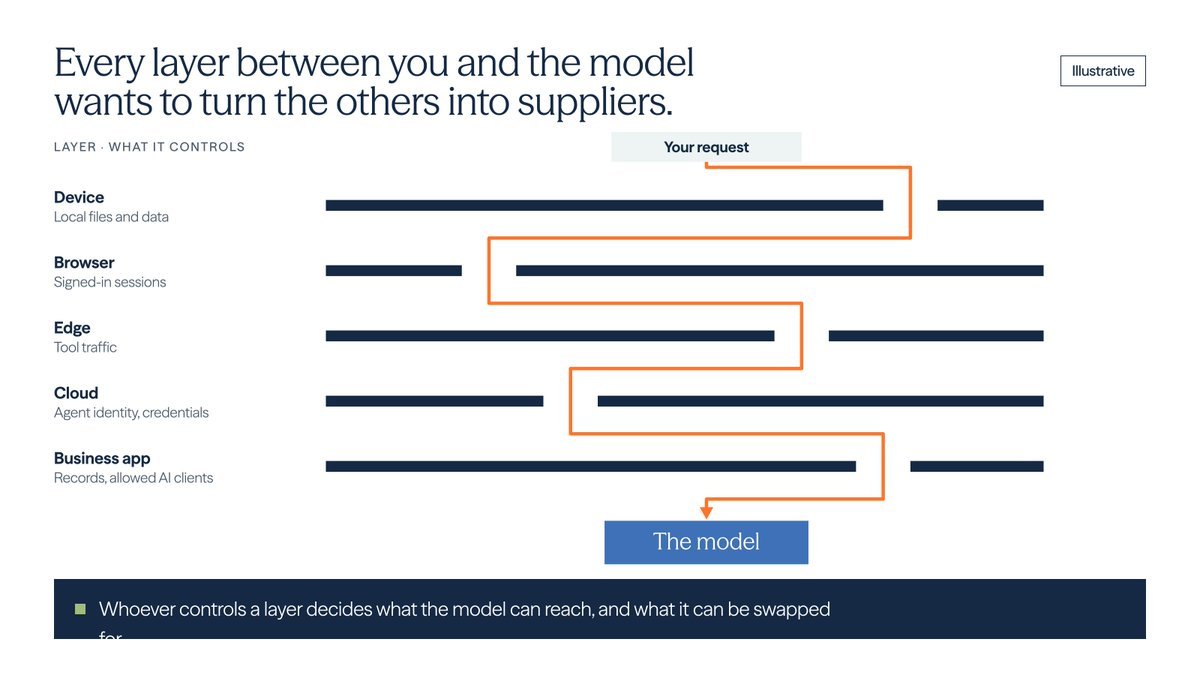 Every layer between you and the model
wants to turn the others into suppliers.
Illustrative
LAYER · WHAT IT CONTROLS
Your request
Device
Local files and data
Browser
Signed-in sessions
Edge
Tool traffic
Cloud
Agent identity, credentials
Business app
Records, allowed AI clients
The model
Whoever controls a layer decides what the model can reach, and what it can be swapped
for